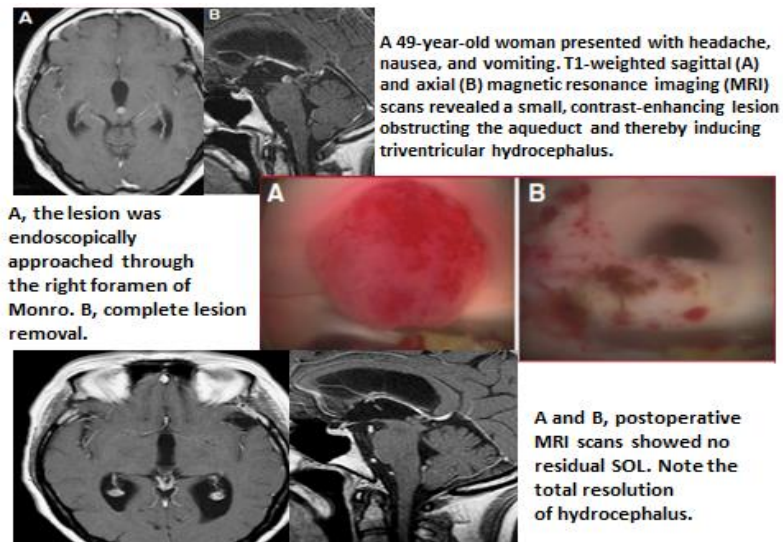 A
B
A 49-year-old woman presented with headache,
nausea, and vomiting. T1-weighted sagittal (A)
and axial (B) magnetic resonance imaging (MRI)
scans revealed a small, contrast-enhancing lesion
obstructing the aqueduct and thereby inducing
triventricular hydrocephalus.
A
B
A, the lesion was
endoscopically
approached through
the right foramen of
Monro. B, complete lesion
removal.
A and B, postoperative
MRI scans showed no
residual SOL. Note the
total resolution
of hydrocephalus.